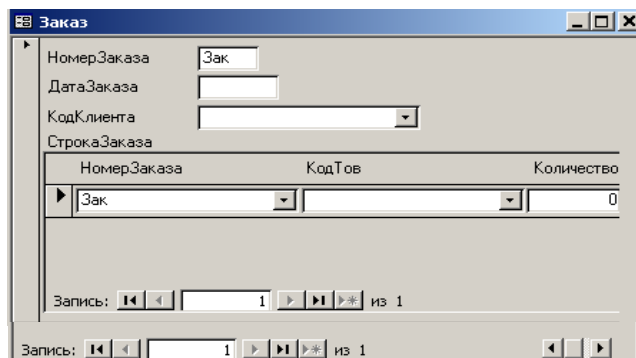 Заказ
НомерЗаказа Зак
ДатаЗаказа
КодКлиента
СтрокаЗаказа
НомерЗаказа КодТов Количество
Зак 0
Запись: 1 из 1
Запись: 1 из 1